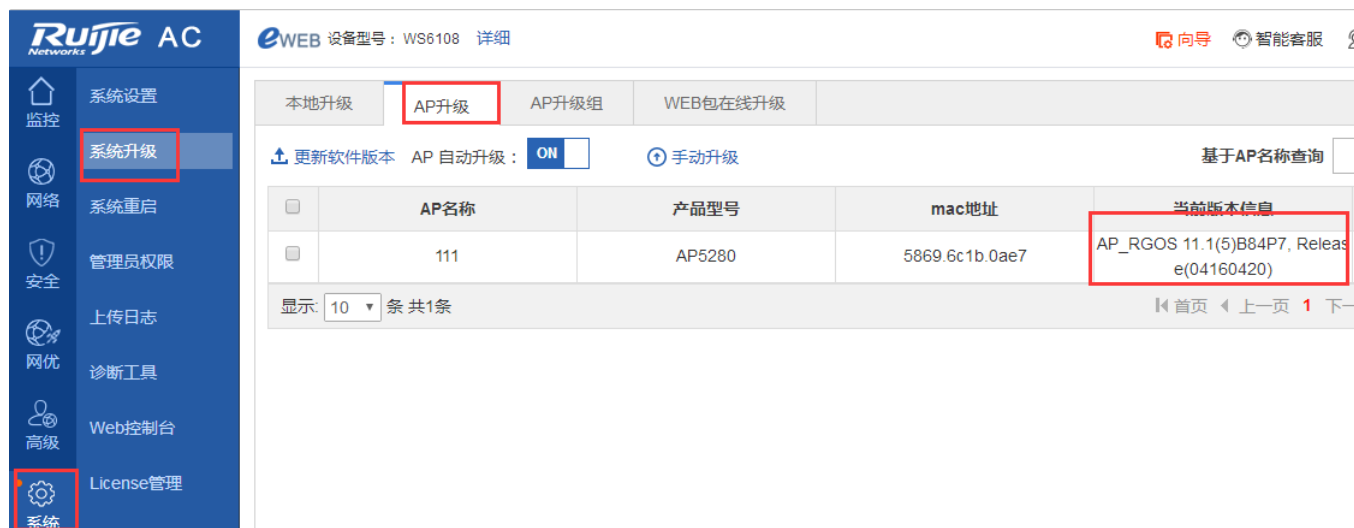 Ruijie AC
Networks
eWEB 设备型号：WS6108 详细
向导 智能客服
监控
网络
安全
网优
高级
系统
系统设置
系统升级
系统重启
管理员权限
上传日志
诊断工具
Web控制台
License管理
本地升级 AP升级 AP升级组 WEB包在线升级
更新软件版本 AP 自动升级： ON 手动升级 基于AP名称查询
AP名称 产品型号 mac地址 当前版本信息
111 AP5280 5869.6c1b.0ae7 AP_RGOS 11.1(5)B84P7, Releas
e(04160420)
显示: 10 条 共1条 首页 上一页 1 下一